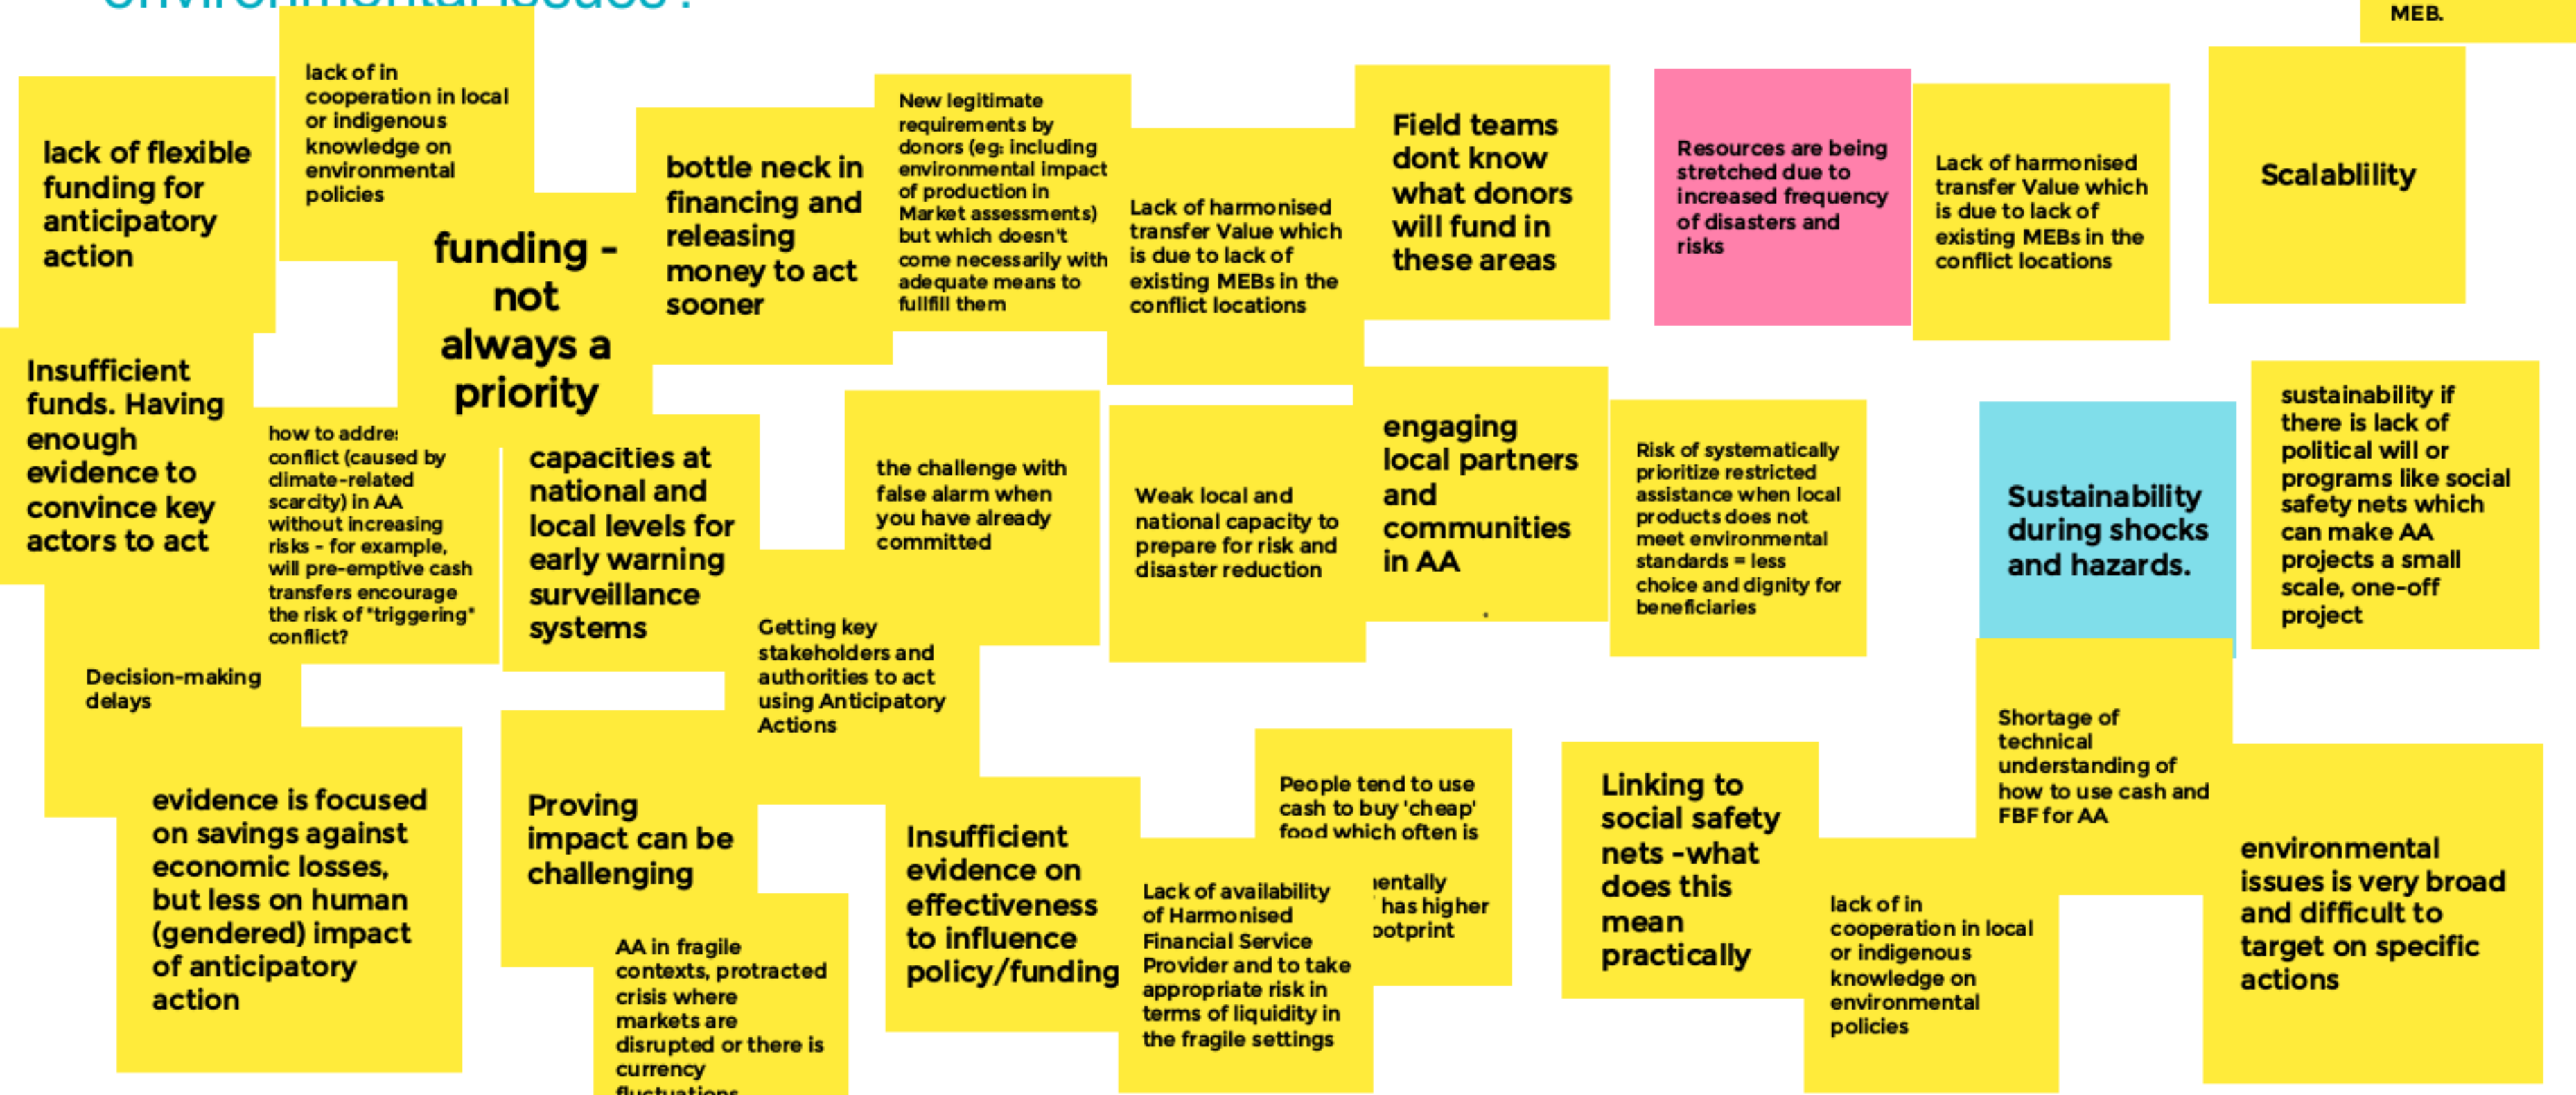 environmental issues?
MEB.
lack of flexible
funding for
anticipatory
action
lack of in
cooperation in local
or indigenous
knowledge on
environmental
policies
funding -
not
always a
priority
bottle neck in
financing and
releasing
money to act
sooner
New legitimate
requirements by
donors (eg: including
environmental impact
of production in
Market assessments)
but which doesn't
come necessarily with
adequate means to
fullfill them
Lack of harmonised
transfer Value which
is due to lack of
existing MEBs in the
conflict locations
Field teams
dont know
what donors
will fund in
these areas
Resources are being
stretched due to
increased frequency
of disasters and
risks
Lack of harmonised
transfer Value which
is due to lack of
existing MEBs in the
conflict locations
Scalablility
Insufficient
funds. Having
enough
evidence to
convince key
actors to act
how to
conflict (caused by
climate-related
scarcity) in AA
without increasing
risks - for example,
will pre-emptive cash
transfers encourage
the risk of "triggering"
conflict?
capacities at
national and
local levels for
early warning
surveillance
systems
the challenge with
false alarm when
you have already
committed
Weak local and
national capacity to
prepare for risk and
disaster reduction
engaging
local partners
and
communities
in AA
Risk of systematically
prioritize restricted
assistance when local
products does not
meet environmental
standards = less
choice and dignity for
beneficiaries
Sustainability
during shocks
and hazards.
sustainability if
there is lack of
political will or
programs like social
safety nets which
can make AA
projects a small
scale, one-off
project
Decision-making
delays
Getting key
stakeholders and
authorities to act
using Anticipatory
Actions
evidence is focused
on savings against
economic losses,
but less on human
(gendered) impact
of anticipatory
action
Proving
impact can be
challenging
AA in fragile
contexts, protracted
crisis where
markets are
disrupted or there is
currency
fluctuations
Insufficient
evidence on
effectiveness
to influence
policy/funding
People tend to use
cash to buy 'cheap'
food which often is
has higher
Lack of availability
of Harmonised
Financial Service
Provider and to take
appropriate risk in
terms of liquidity in
the fragile settings
Linking to
social safety
nets -what
does this
mean
practically
Shortage of
technical
understanding of
how to use cash and
FBF for AA
lack of in
cooperation in local
or indigenous
knowledge on
environmental
policies
environmental
issues is very broad
and difficult to
target on specific
actions